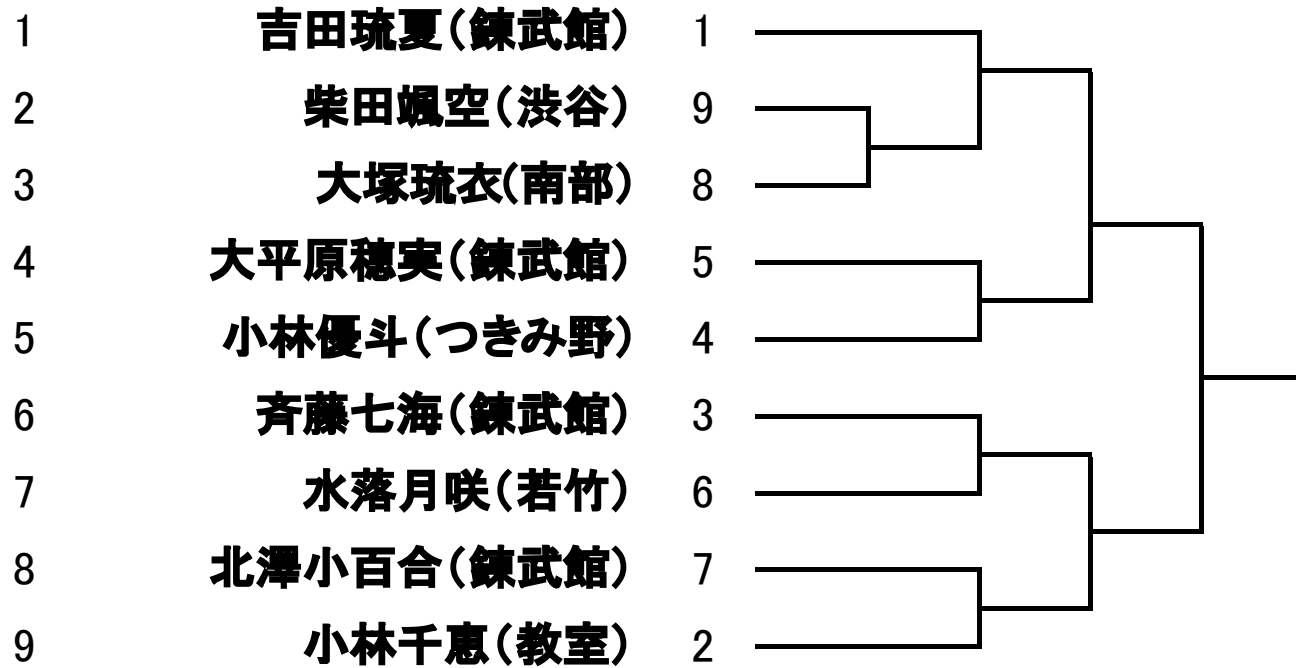 1 吉田琉夏(錬武館) 1
2 柴田颯空(渋谷) 9
3 大塚琉衣(南部) 8
4 大平原穂実(錬武館) 5
5 小林優斗(つきみ野) 4
6 斉藤七海(錬武館) 3
7 水落月咲(若竹) 6
8 北澤小百合(錬武館) 7
9 小林千恵(教室) 2